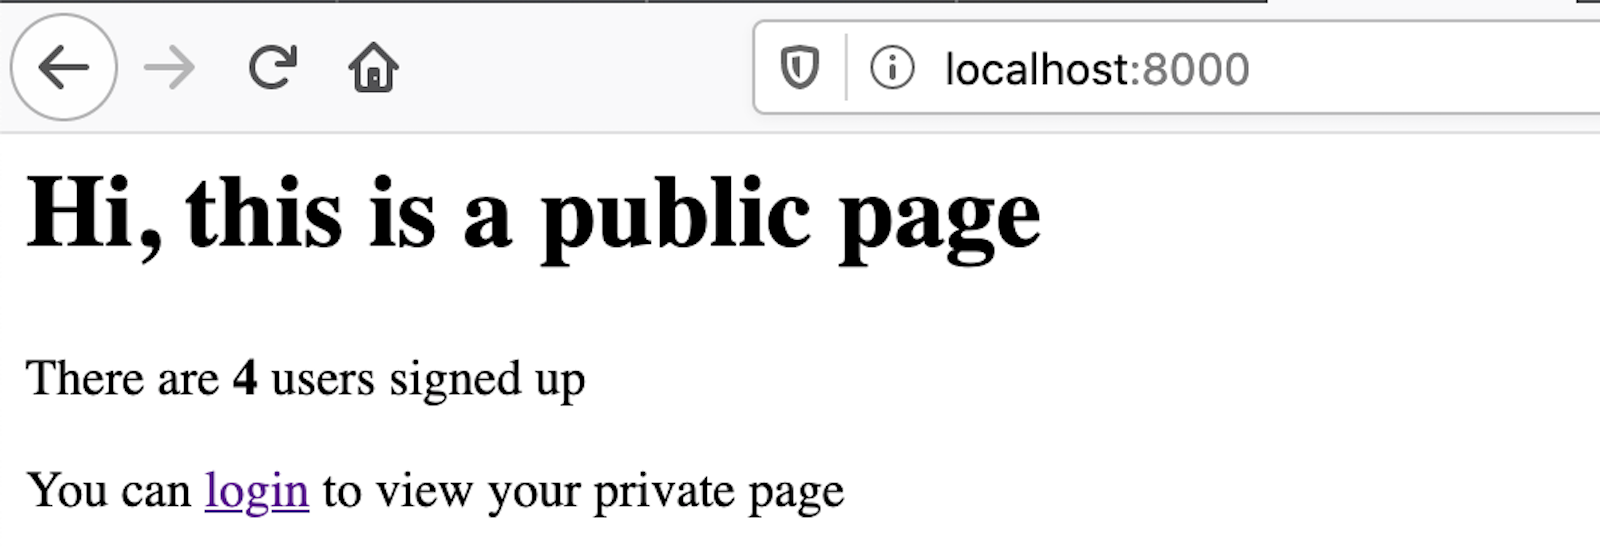 localhost:8000
Hi, this is a public page
There are 4 users signed up
You can login to view your private page